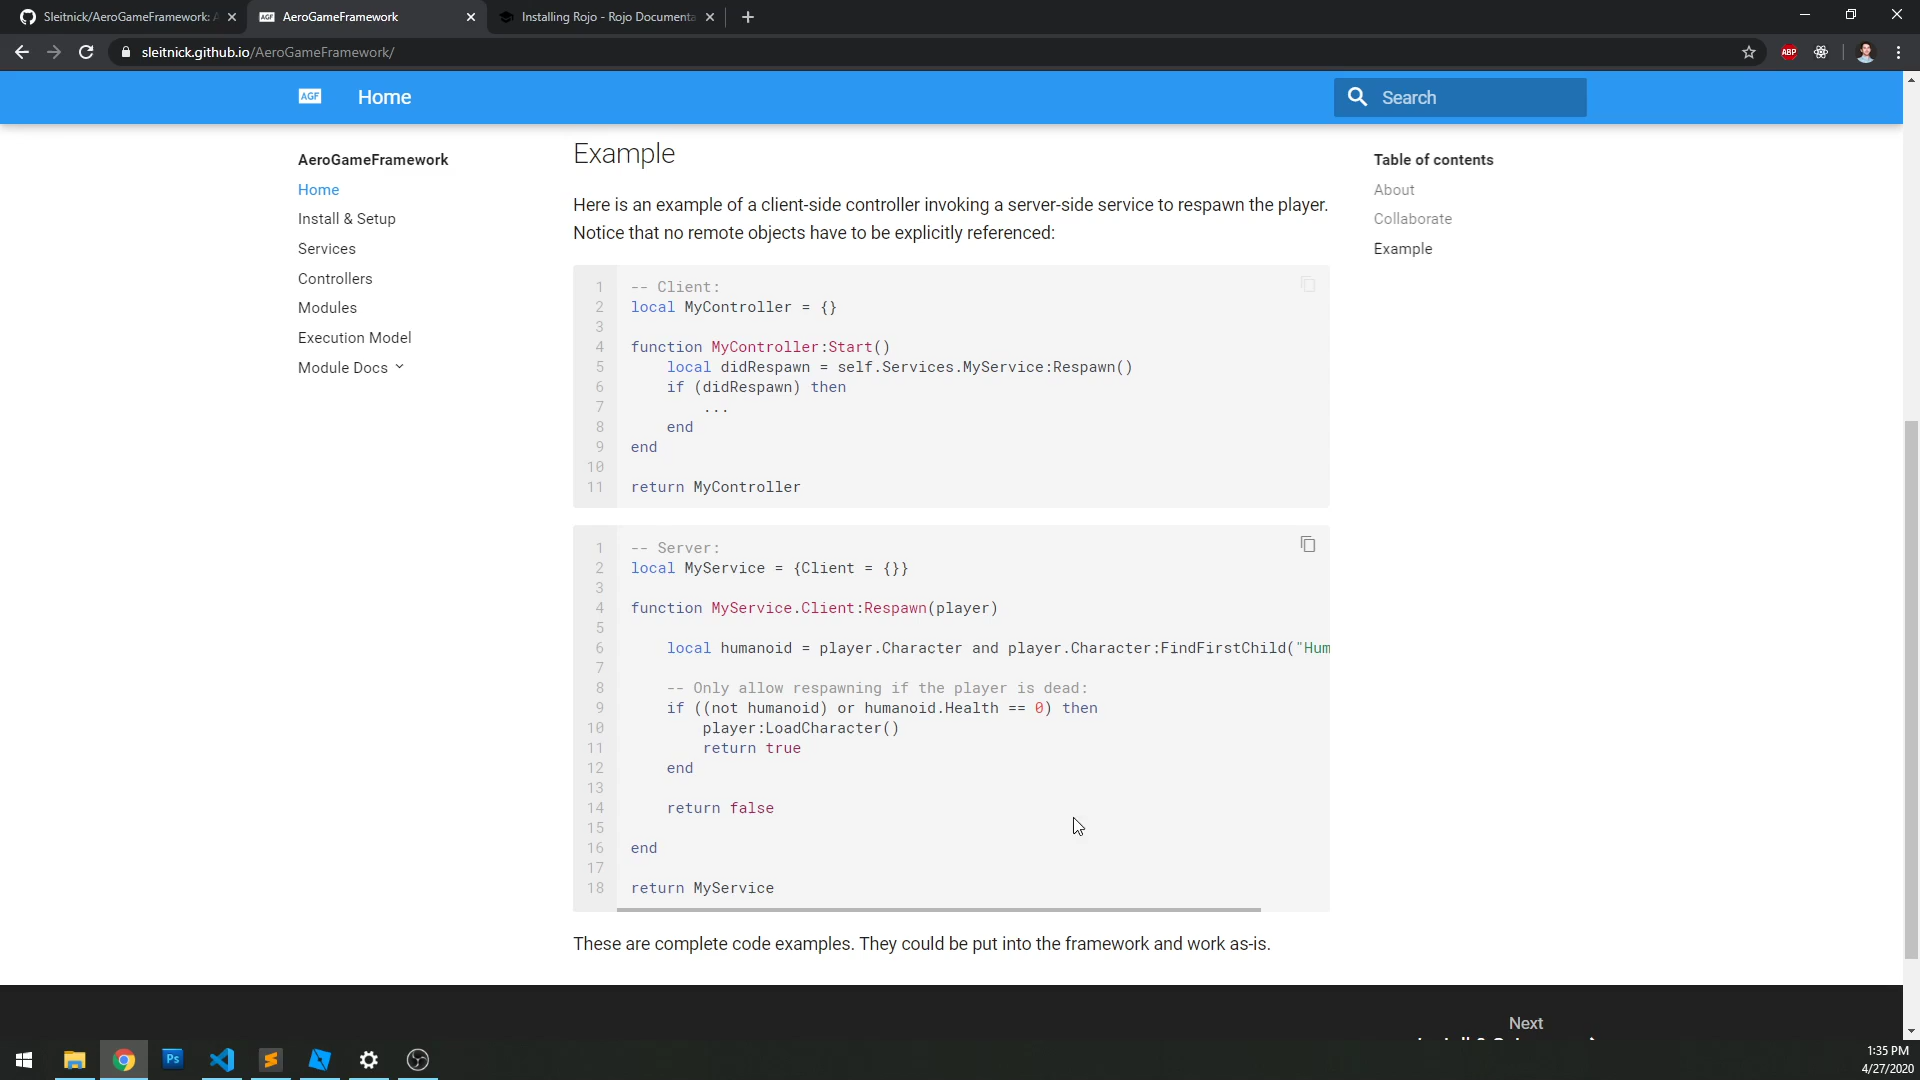 Sleitnick/AeroGameFramework:
AGF AeroGameFramework
Installing Rojo - Rojo Documenta
sleitnick.github.io/AeroGameFramework/
ABP
AGF Home
Search
AeroGameFramework
Home
Install & Setup
Services
Controllers
Modules
Execution Model
Module Docs
Example
Here is an example of a client-side controller invoking a server-side service to respawn the player.
Notice that no remote objects have to be explicitly referenced:
1 -- Client:
2 local MyController = {}
3
4 function MyController:Start()
5 local didRespawn = self.Services.MyService:Respawn()
6 if (didRespawn) then
7 ...
8 end
9 end
10
11 return MyController
1 -- Server:
2 local MyService = {Client = {}}
3
4 function MyService.Client:Respawn(player)
5
6 local humanoid = player.Character and player.Character:FindFirstChild("Hum
7
8 -- Only allow respawning if the player is dead:
9 if ((not humanoid) or humanoid.Health == 0) then
10 player:LoadCharacter()
11 return true
12 end
13
14 return false
15
16 end
17
18 return MyService
These are complete code examples. They could be put into the framework and work as-is.
Table of contents
About
Collaborate
Example
Next
Ps
1:35 PM
4/27/2020